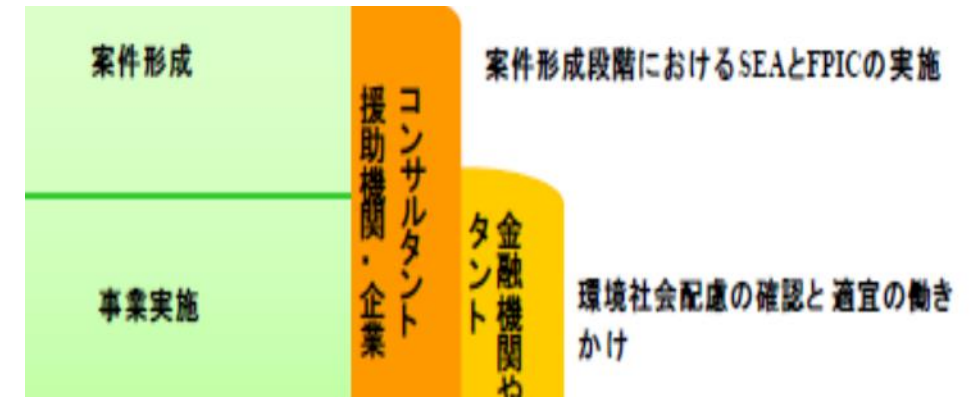 案件形成
コンサルタント
援助機関・企業
案件形成段階におけるSEAとFPICの実施
事業実施
金融機関や
タント
環境社会配慮の確認と適宜の働き
かけ